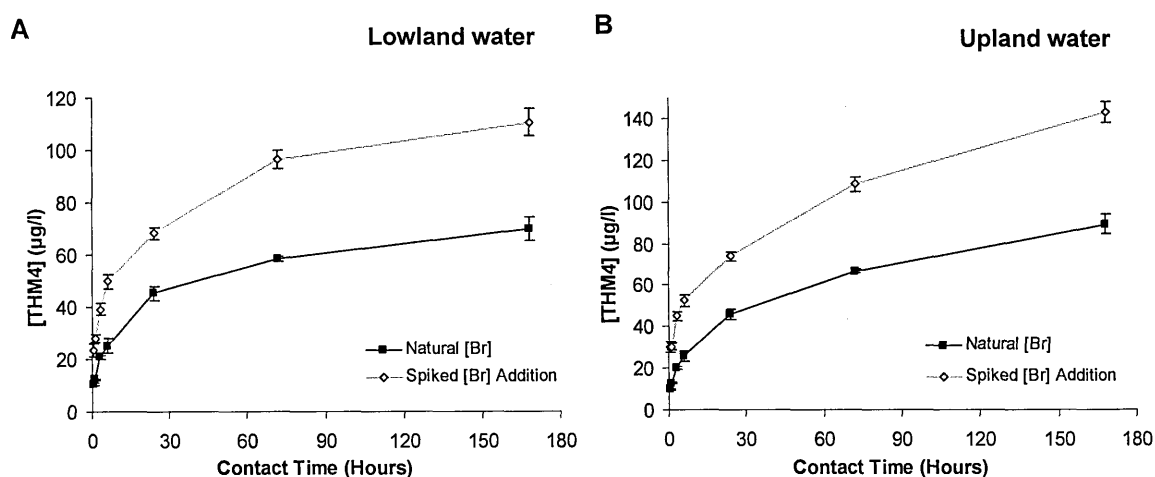 A
Lowland water
[THM4] (µg/l)
120
100
80
60
40
20
0
Natural [Br]
Spiked [Br] Addition
0 30 60 90 120 150 180
Contact Time (Hours)
B
Upland water
[THM4] (µg/l)
140
120
100
80
60
40
20
0
Natural [Br]
Spiked [Br] Addition
0 30 60 90 120 150 180
Contact Time (Hours)